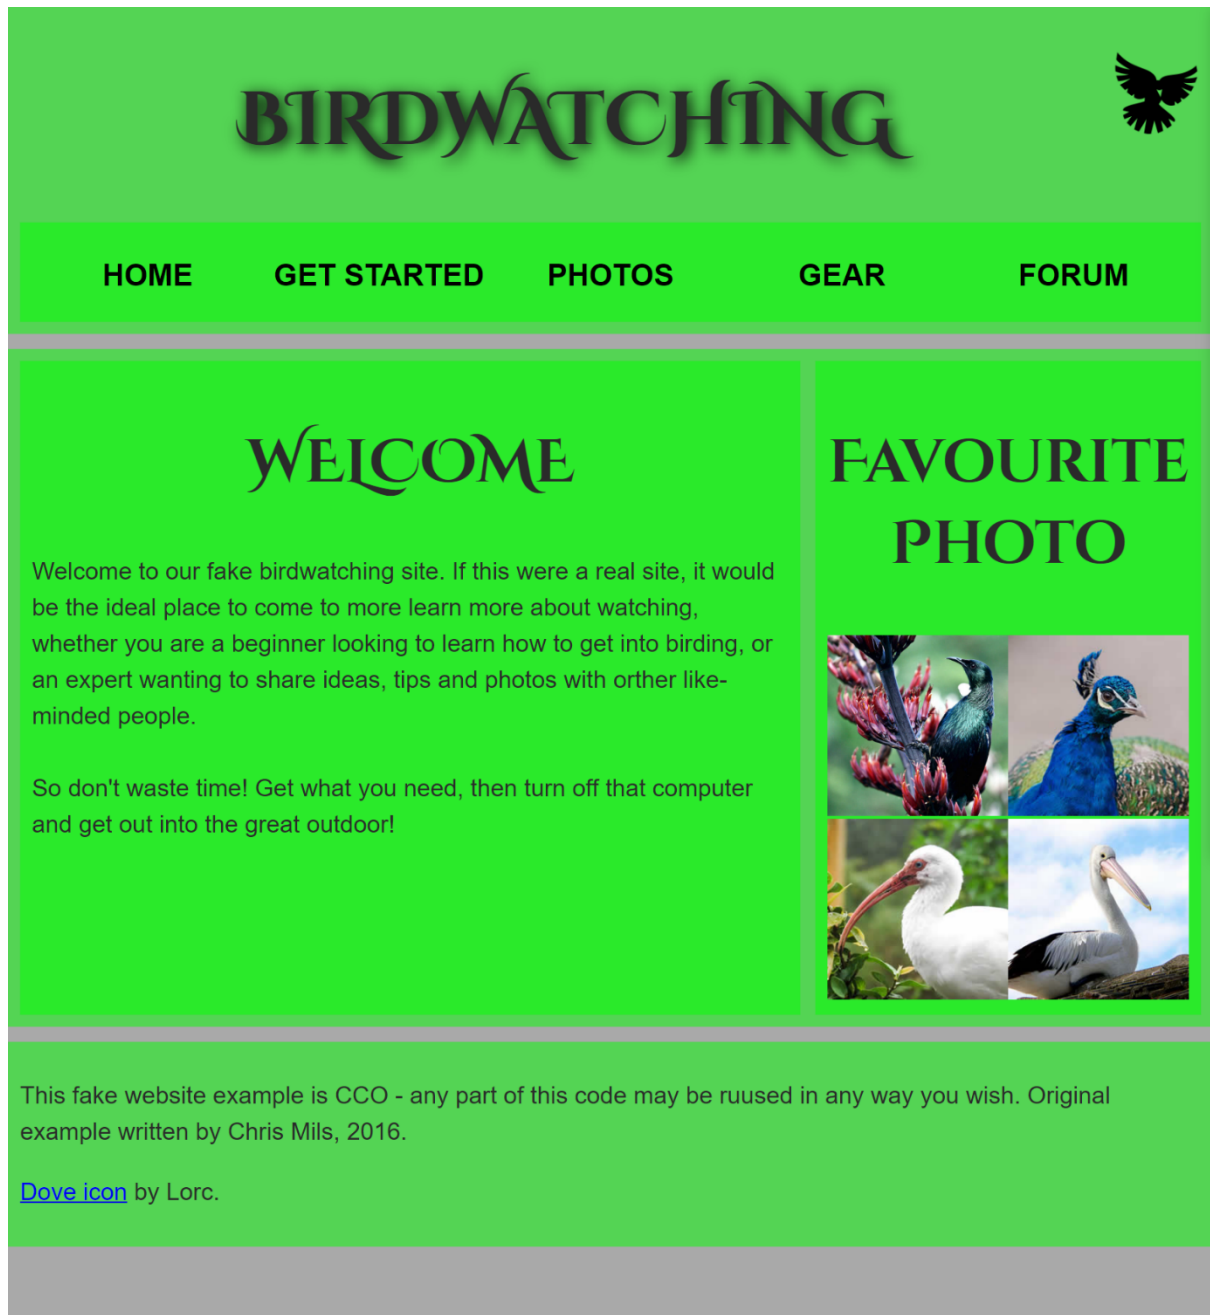 BIRDWATCHING
HOME GET STARTED PHOTOS GEAR FORUM
WELCOME
Welcome to our fake birdwatching site. If this were a real site, it would
be the ideal place to come to more learn more about watching,
whether you are a beginner looking to learn how to get into birding, or
an expert wanting to share ideas, tips and photos with orther like-
minded people.
So don't waste time! Get what you need, then turn off that computer
and get out into the great outdoor!
FAVOURITE
PHOTO
This fake website example is CCO - any part of this code may be ruused in any way you wish. Original
example written by Chris Mils, 2016.
Dove icon by Lorc.